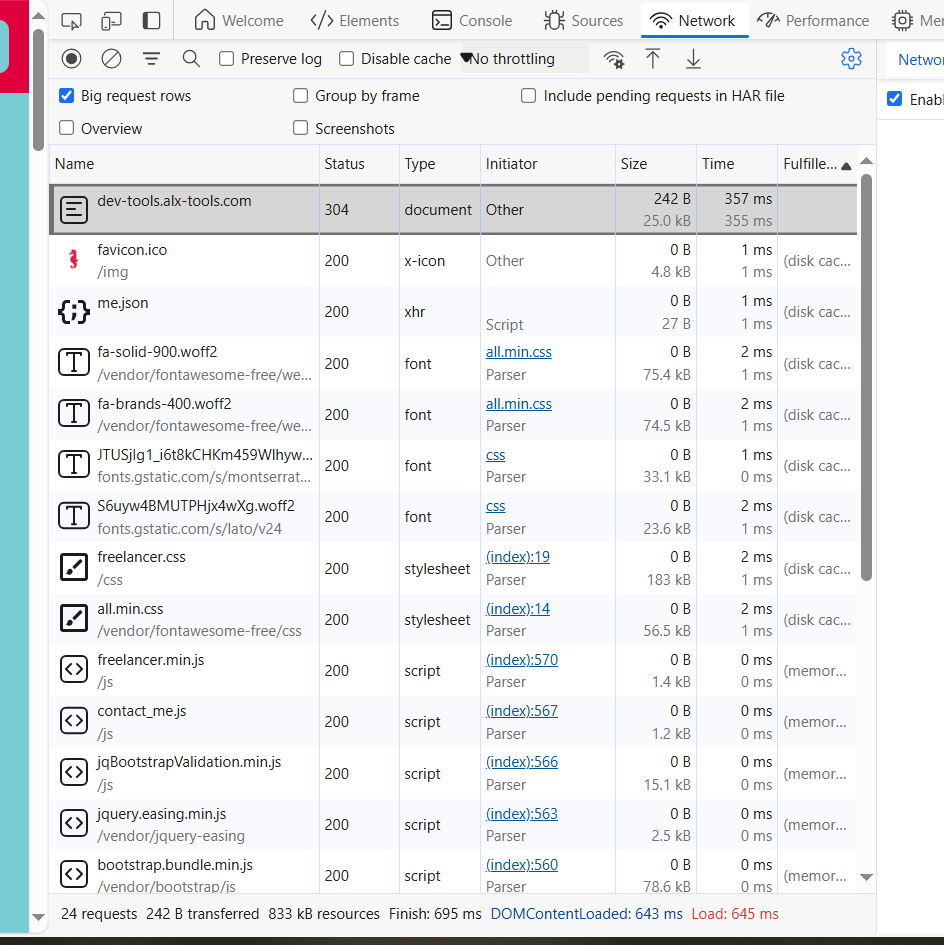 Welcome Elements Console Sources Network Performance Mem
Preserve log Disable cache No throttling
Networ
Big request rows Group by frame Include pending requests in HAR file
Enabl
Overview Screenshots
Name Status Type Initiator Size Time Fulfille...
dev-tools.alx-tools.com 304 document Other 242 B 357 ms
25.0 kB 355 ms
favicon.ico 200 x-icon Other 0 B 1 ms (disk cac...
/img 4.8 kB 1 ms
me.json 200 xhr 0 B 1 ms (disk cac...
Script 27 B 1 ms
fa-solid-900.woff2 200 font all.min.css 0 B 2 ms (disk cac...
/vendor/fontawesome-free/we... Parser 75.4 kB 1 ms
fa-brands-400.woff2 200 font all.min.css 0 B 2 ms (disk cac...
/vendor/fontawesome-free/we... Parser 74.5 kB 1 ms
JTUSjIg1_i6t8kCHKm459Wlhyw... 200 font css 0 B 1 ms (disk cac...
fonts.gstatic.com/s/montserrat... Parser 33.1 kB 0 ms
S6uyw4BMUTPHjx4wXg.woff2 200 font css 0 B 2 ms (disk cac...
fonts.gstatic.com/s/lato/v24 Parser 23.6 kB 1 ms
freelancer.css 200 stylesheet (index):19 0 B 2 ms (disk cac...
/css Parser 183 kB 1 ms
all.min.css 200 stylesheet (index):14 0 B 2 ms (disk cac...
/vendor/fontawesome-free/css Parser 56.5 kB 1 ms
freelancer.min.js 200 script (index):570 0 B 0 ms (memor...
/js Parser 1.4 kB 0 ms
contact_me.js 200 script (index):567 0 B 0 ms (memor...
/js Parser 1.2 kB 0 ms
jqBootstrapValidation.min.js 200 script (index):566 0 B 0 ms (memor...
/js Parser 15.1 kB 0 ms
jquery.easing.min.js 200 script (index):563 0 B 0 ms (memor...
/vendor/jquery-easing Parser 2.5 kB 0 ms
bootstrap.bundle.min.js 200 script (index):560 0 B 0 ms (memor...
/vendor/bootstrap/js Parser 78.6 kB 0 ms
24 requests 242 B transferred 833 kB resources Finish: 695 ms DOMContentLoaded: 643 ms Load: 645 ms